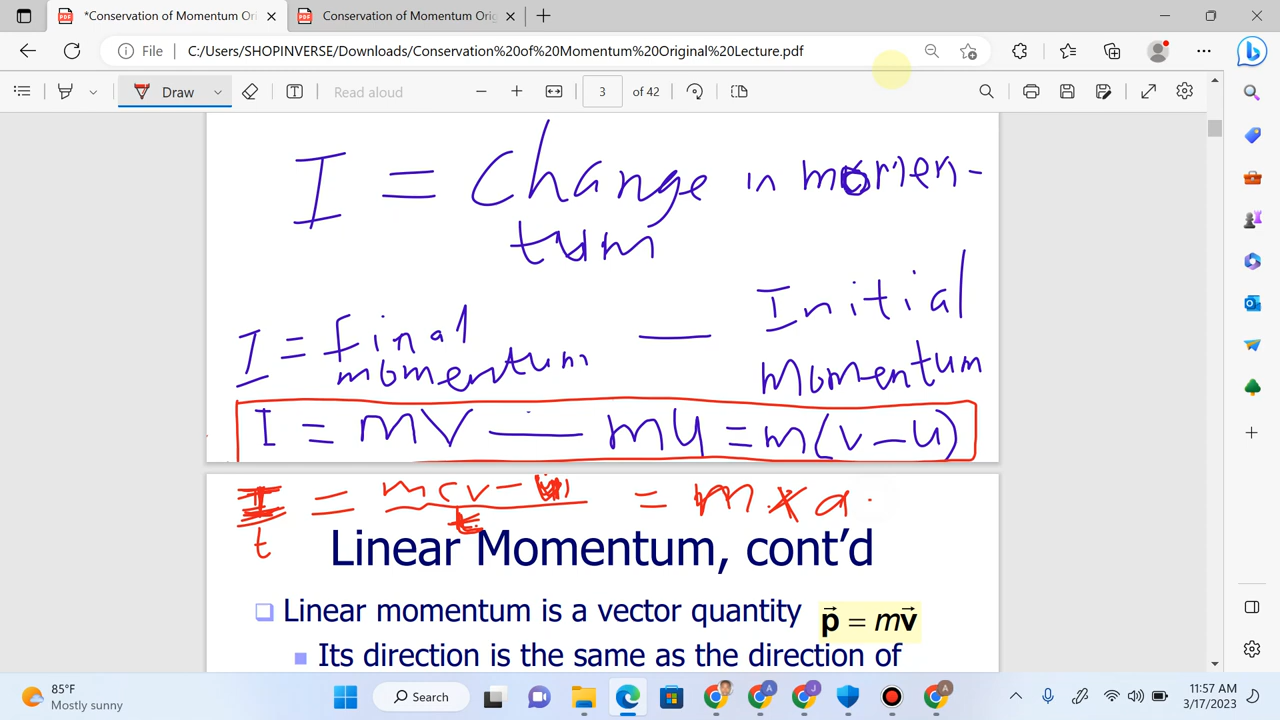 *Conservation of Momentum Ori
Conservation of Momentum Orig
File
C:/Users/SHOPINVERSE/Downloads/Conservation%20of%20Momentum%20Original%20Lecture.pdf
Draw
Read aloud
3 of 42
I = Change in momen-
tum
I = final momentum — Initial momentum
I = mV — mu = m(v-u)
I/t = m(v-u)/t = m x a.
Linear Momentum, cont'd
Linear momentum is a vector quantity p⃗ = mv⃗
Its direction is the same as the direction of
85°F
Mostly sunny
Search
11:57 AM
3/17/2023